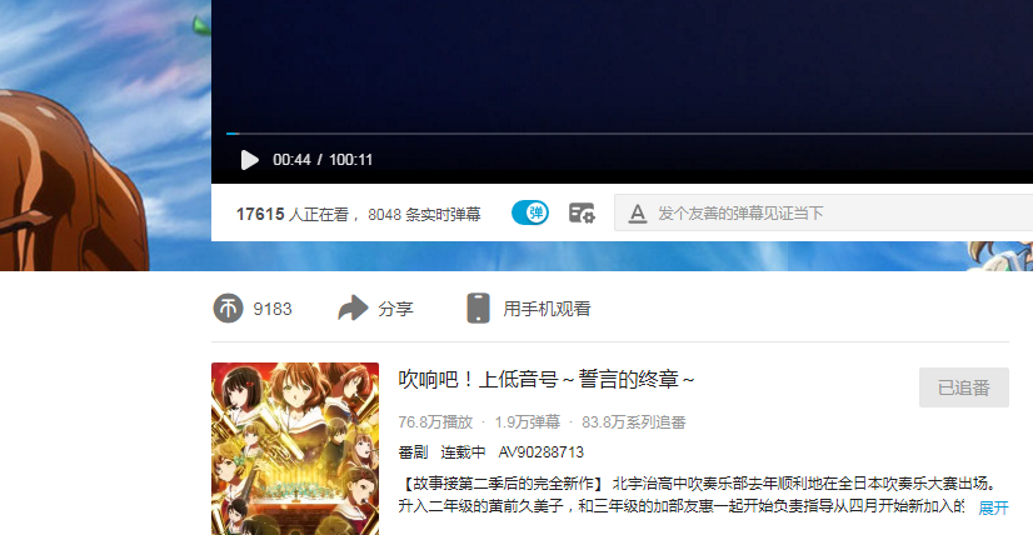 00:44 / 100:11
17615 人正在看， 8048 条实时弹幕 弹 发个友善的弹幕见证当下
9183 分享 用手机观看
吹响吧！上低音号～誓言的终章～ 已追番
76.8万播放 · 1.9万弹幕 · 83.8万系列追番
番剧 连载中 AV90288713
【故事接第二季后的完全新作】 北宇治高中吹奏乐部去年顺利地在全日本吹奏乐大赛出场。
升入二年级的黄前久美子，和三年级的加部友惠一起开始负责指导从四月开始新加入的 展开